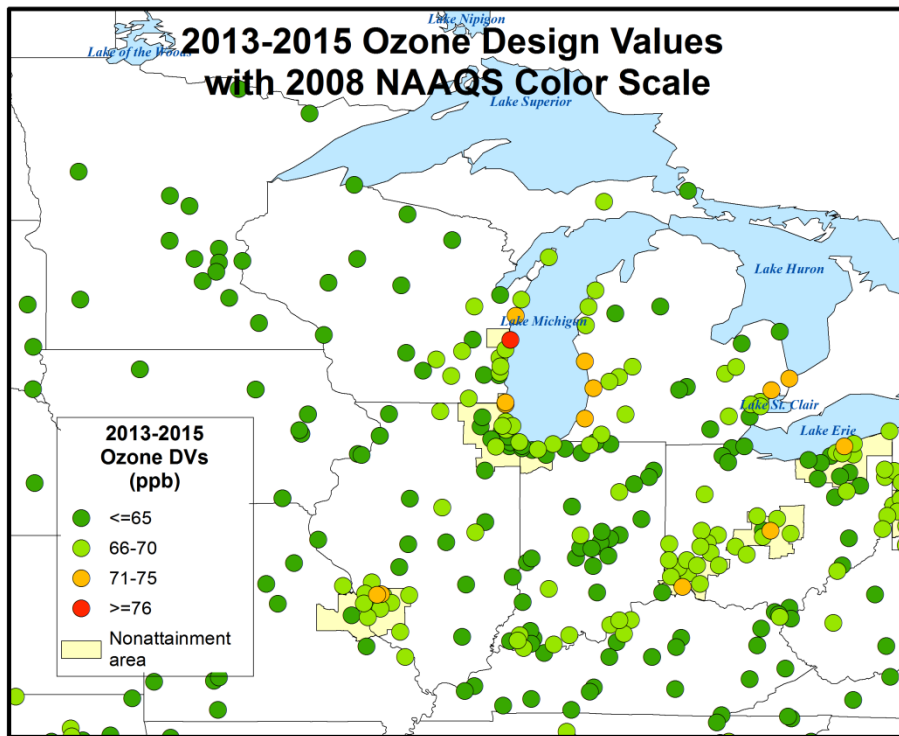 Lake Nipigon
2013-2015 Ozone Design Values
Lake of the Woods
with 2008 NAAQS Color Scale
Lake Superior
Lake Huron
Lake Michigan
Lake St. Clair
Lake Erie
2013-2015
Ozone DVs
(ppb)
<=65
66-70
71-75
>=76
Nonattainment
area